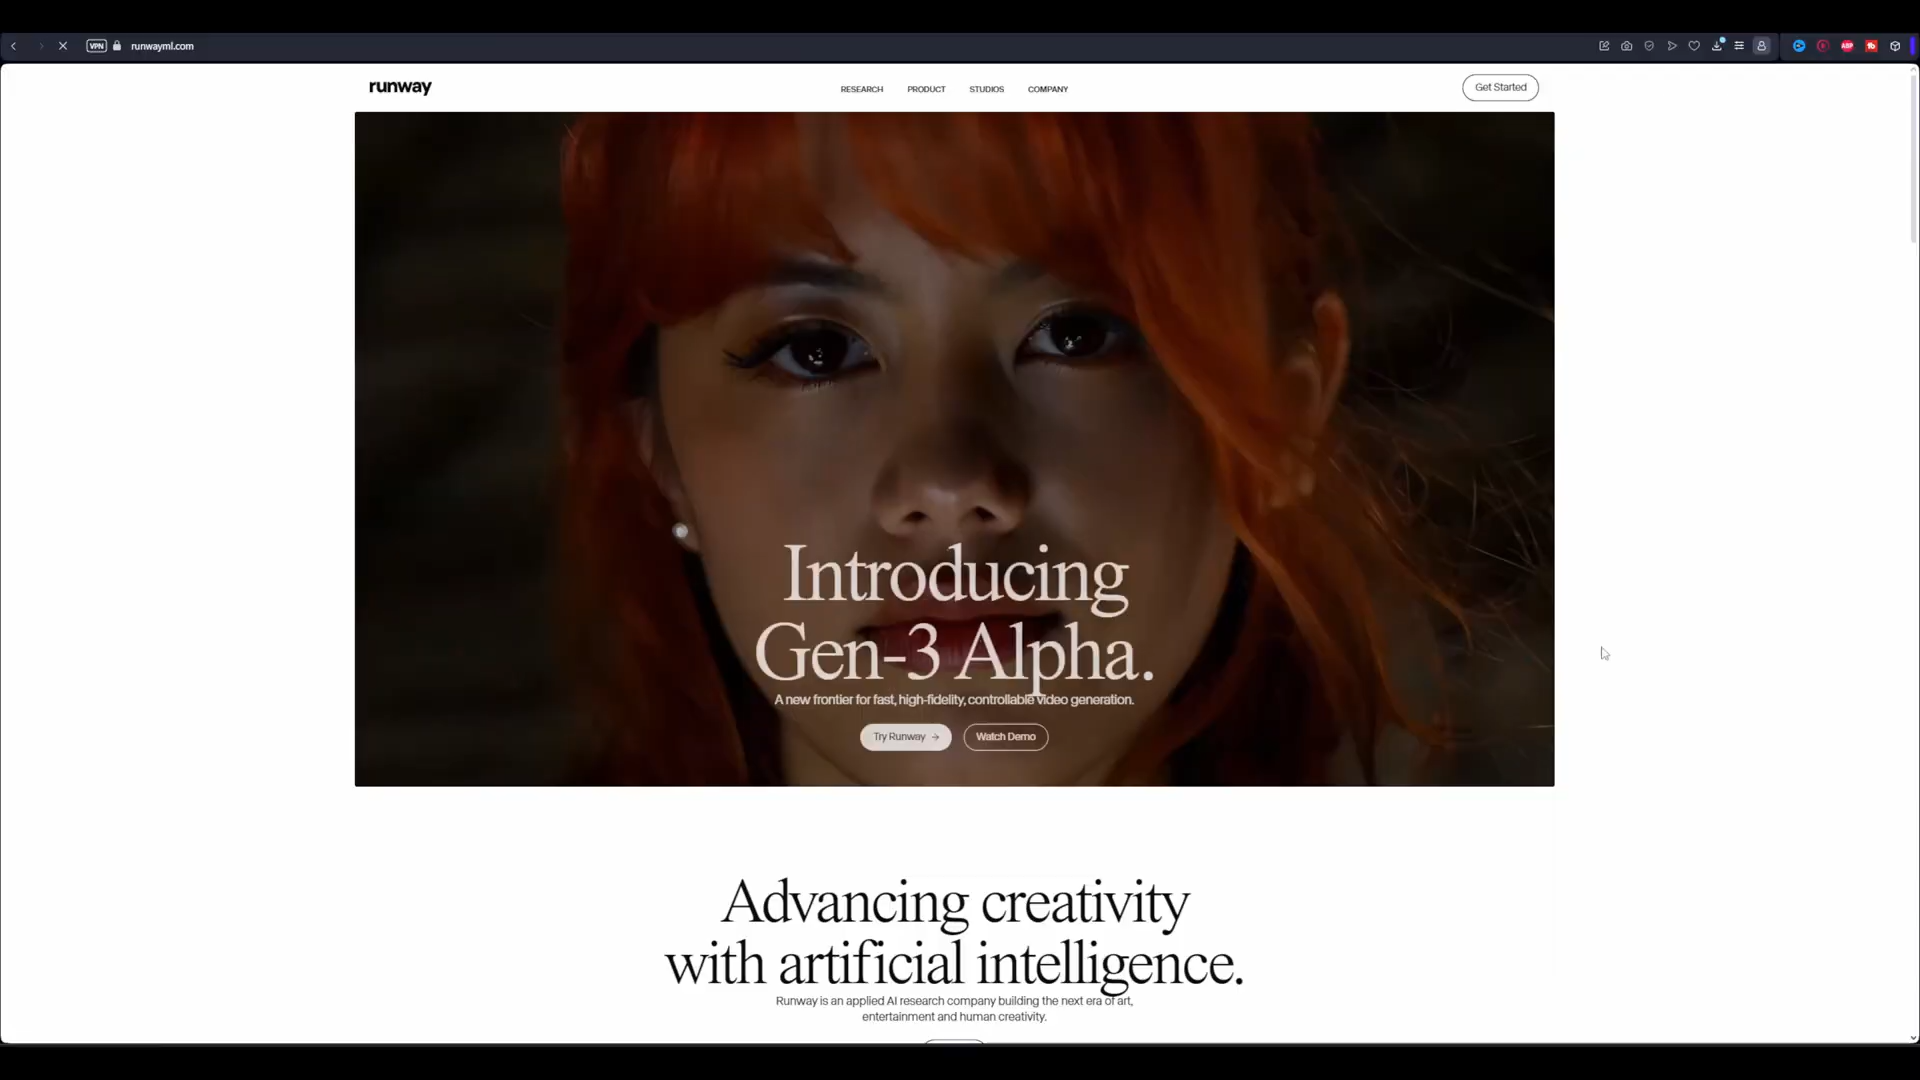 VPN
runwayml.com
ABP
runway
RESEARCH
PRODUCT
STUDIOS
COMPANY
Get Started
Introducing
Gen-3 Alpha.
A new frontier for fast, high-fidelity, controllable video generation.
Try Runway →
Watch Demo
Advancing creativity
with artificial intelligence.
Runway is an applied AI research company building the next era of art,
entertainment and human creativity.